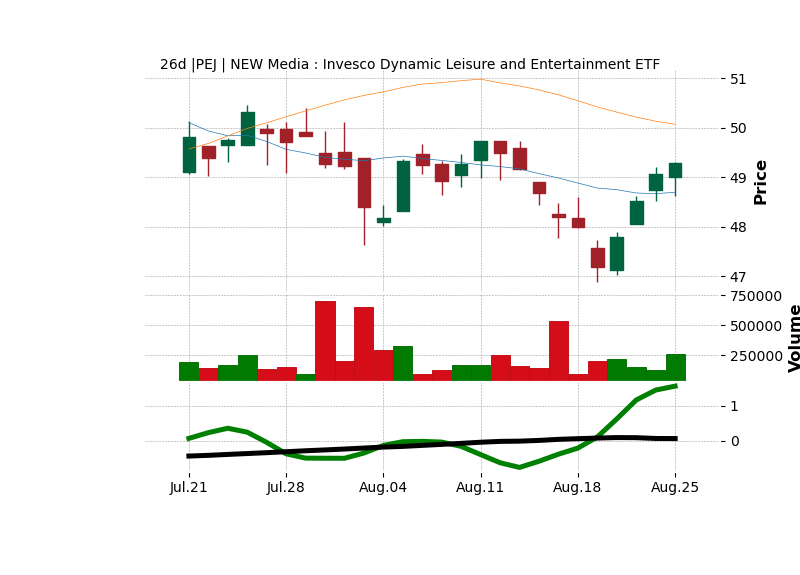 26d |PEJ | NEW Media : Invesco Dynamic Leisure and Entertainment ETF
51
50
49
48
47
Price
750000
500000
250000
Volume
1
0
Jul.21 Jul.28 Aug.04 Aug.11 Aug.18 Aug.25